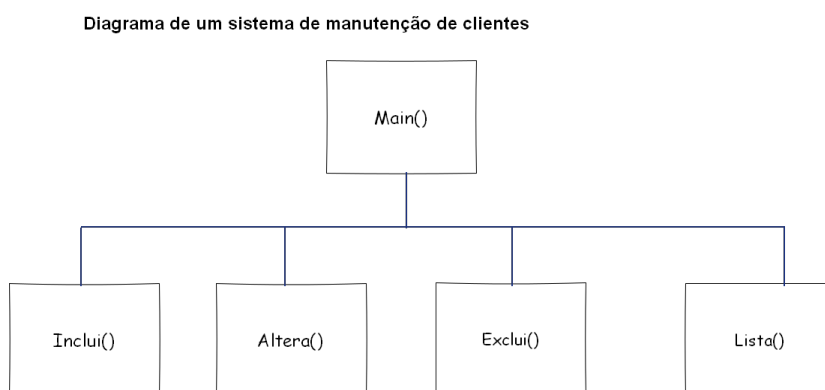 Diagrama de um sistema de manutenção de clientes
Main()
Inclui()
Altera()
Exclui()
Lista()